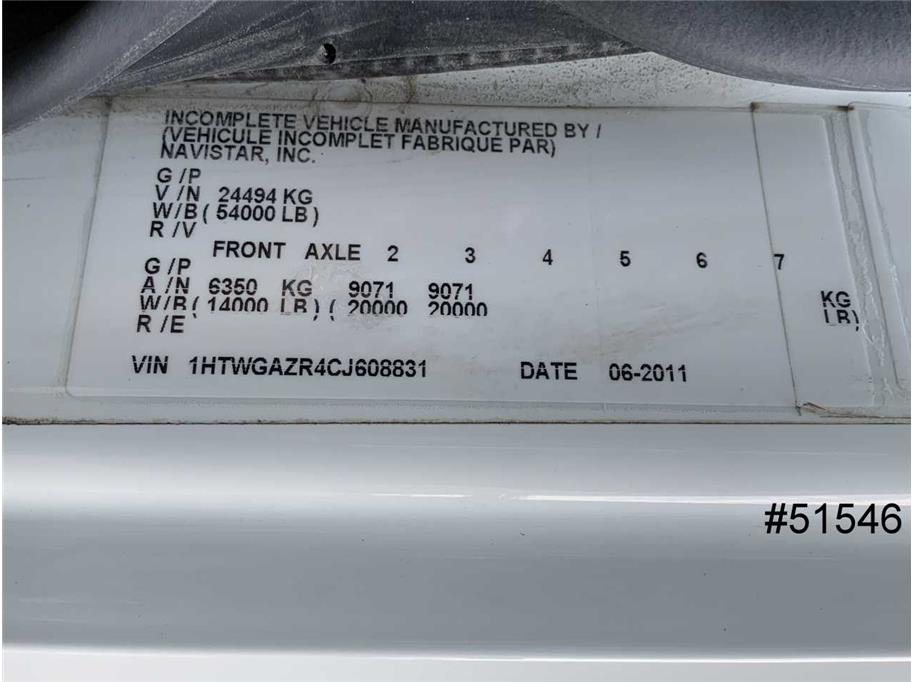 INCOMPLETE VEHICLE MANUFACTURED BY /
(VEHICULE INCOMPLET FABRIQUE PAR)
NAVISTAR, INC.
G /P
V /N 24494 KG
W/B ( 54000 LB )
R /V
FRONT AXLE 2 3 4 5 6 7
G /P
A /N 6350 KG 9071 9071 KG
W/B ( 14000 LB ) ( 20000 20000 LB)
R /E
VIN 1HTWGAZR4CJ608831 DATE 06-2011
#51546